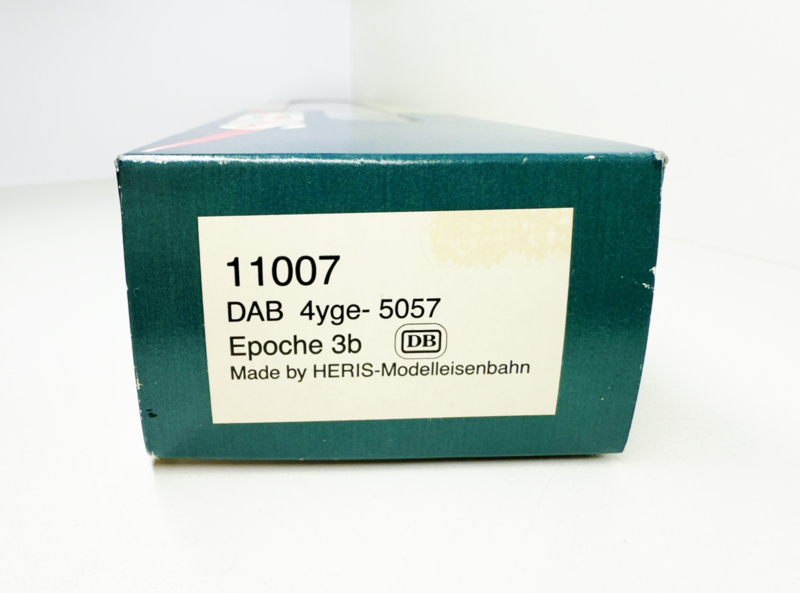 11007
DAB 4yge- 5057
Epoche 3b DB
Made by HERIS-Modelleisenbahn